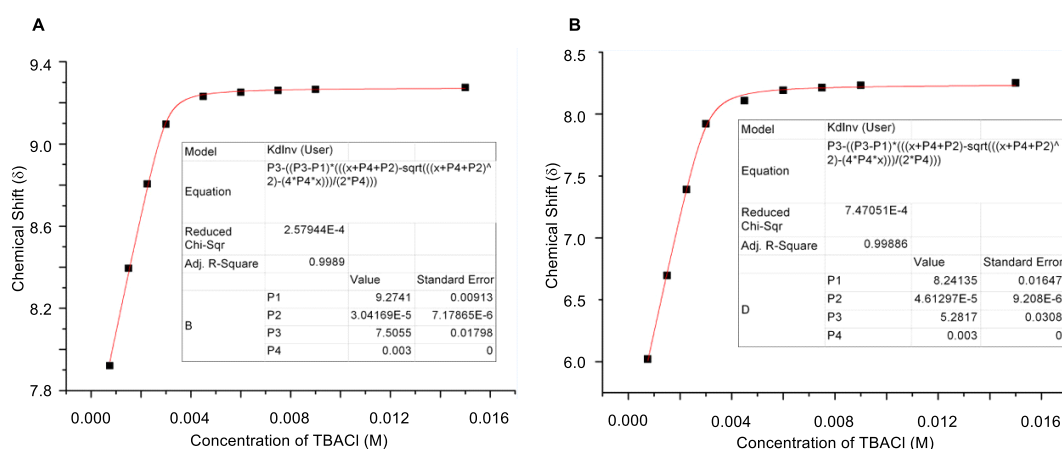 A
9.4
9.0
8.6
8.2
7.8
Chemical Shift (δ)
0.000
0.004
0.008
0.012
0.016
Concentration of TBACl (M)
Model KdInv (User)
Equation P3-((P3-P1)*(((x+P4+P2)-sqrt(((x+P4+P2)^
2)-(4*P4*x)))/(2*P4)))
Reduced
Chi-Sqr 2.57944E-4
Adj. R-Square 0.9989
Value Standard Error
B
P1 9.2741 0.00913
P2 3.04169E-5 7.17865E-6
P3 7.5055 0.01798
P4 0.003 0
B
8.5
8.0
7.5
7.0
6.5
6.0
Chemical Shift (δ)
0.000
0.004
0.008
0.012
0.016
Concentration of TBACl (M)
Model KdInv (User)
Equation P3-((P3-P1)*(((x+P4+P2)-sqrt(((x+P4+P2)^
2)-(4*P4*x)))/(2*P4)))
Reduced
Chi-Sqr 7.47051E-4
Adj. R-Square 0.99886
Value Standard Error
D
P1 8.24135 0.01647
P2 4.61297E-5 9.208E-6
P3 5.2817 0.0308
P4 0.003 0